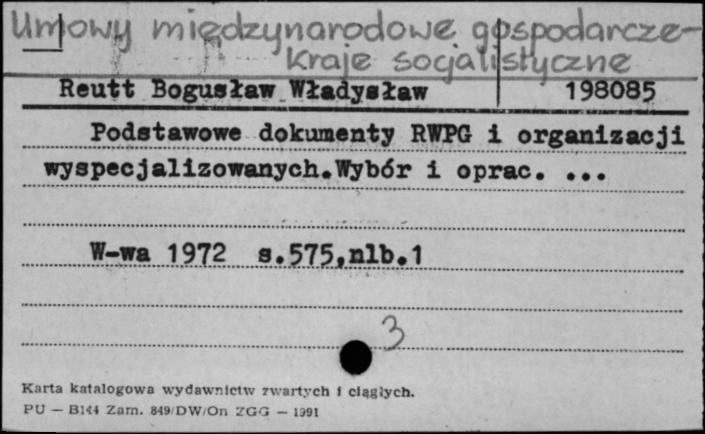 Umowy międzynarodowe gospodarcze-
kraje socjalistyczne
Reutt Bogusław Władysław 198085
Podstawowe dokumenty RWPG i organizacji
wyspecjalizowanych.Wybór i oprac. ...
W-wa 1972 s.575,nlb.1
3
Karta katalogowa wydawnictw zwartych i ciągłych.
PU — B144 Zam. 849/DW/On ZGG — 1991